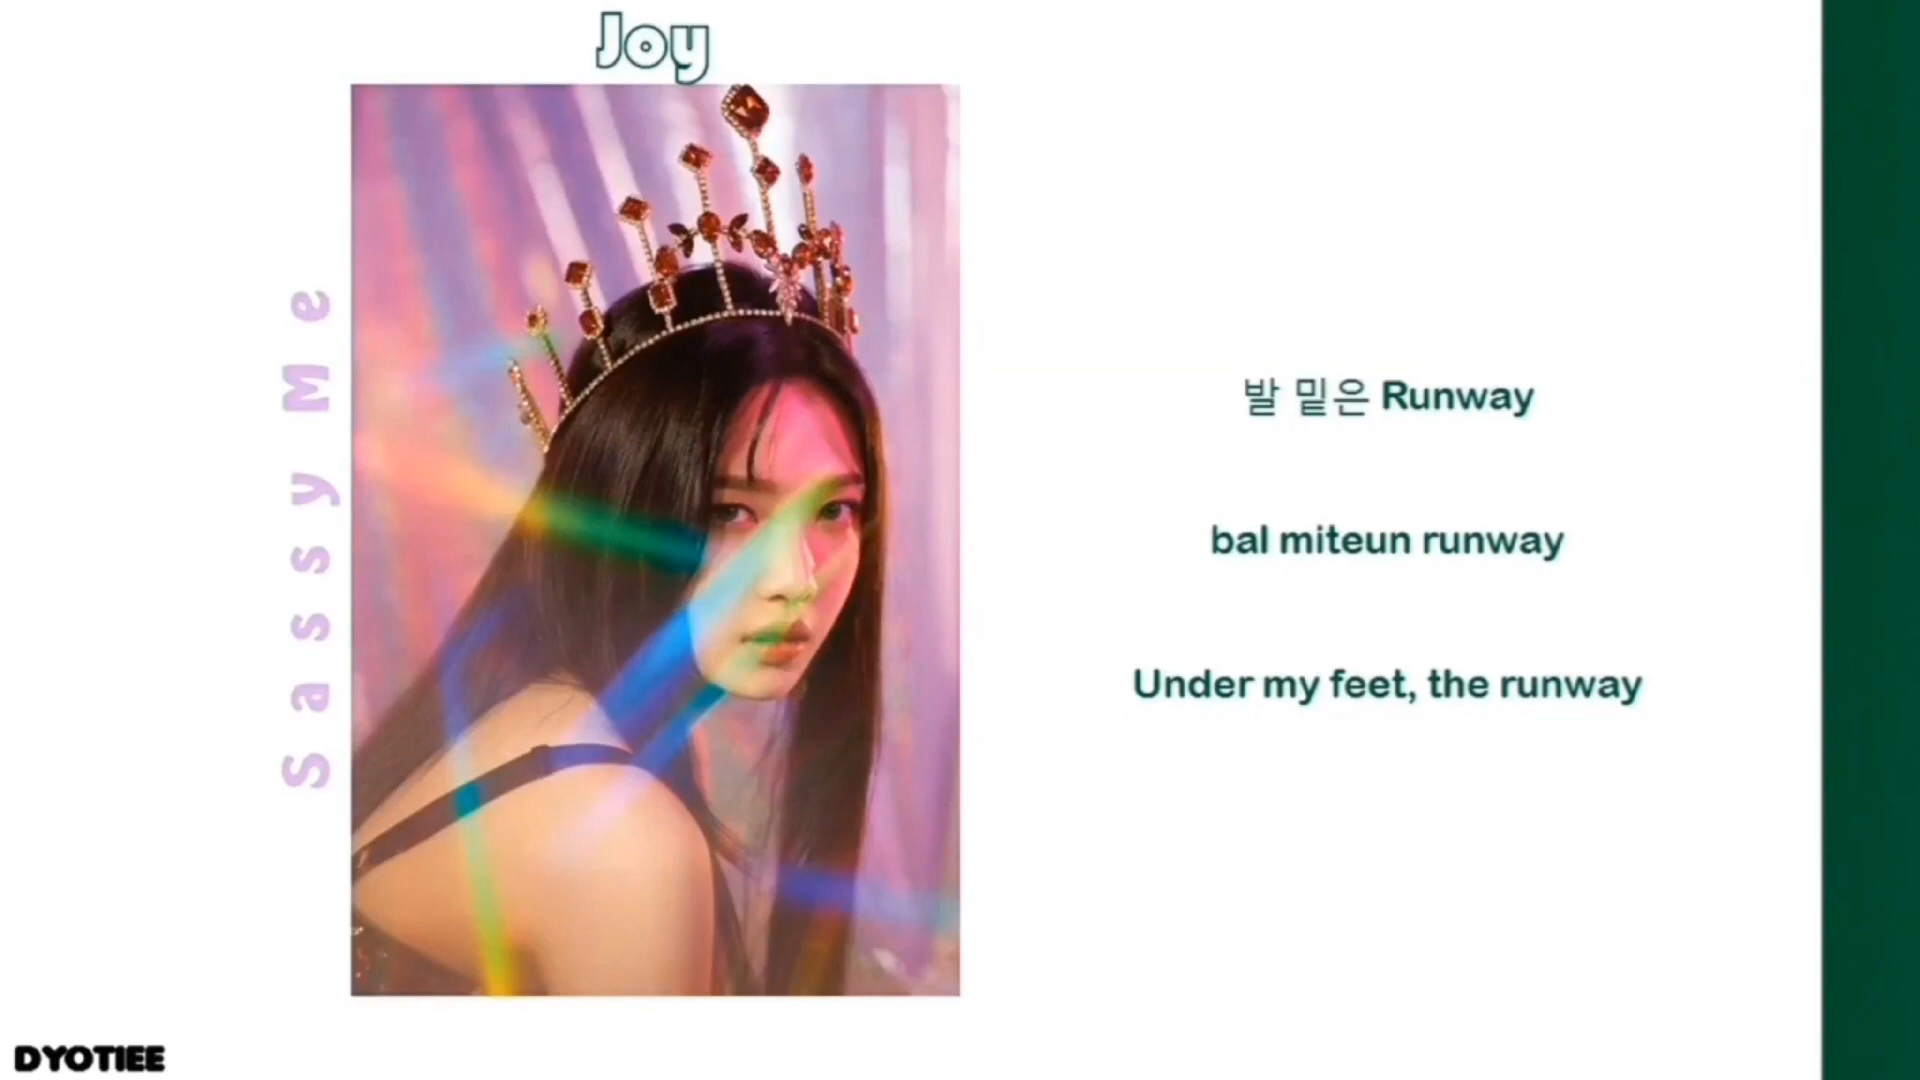 Joy
Sassy Me
발 밑은 Runway
bal miteun runway
Under my feet, the runway
DYOTIEE